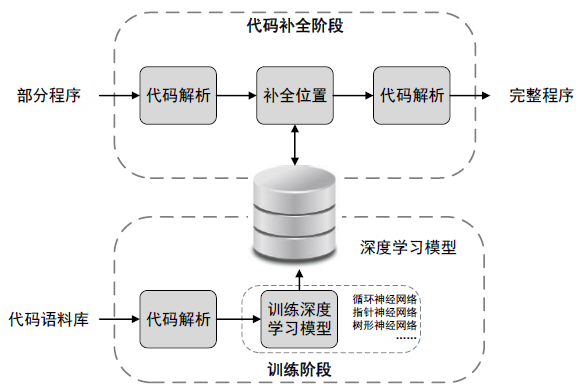 代码补全阶段
部分程序
代码解析
补全位置
代码解析
完整程序
深度学习模型
代码语料库
代码解析
训练深度
学习模型
循环神经网络
指针神经网络
树形神经网络
……
训练阶段